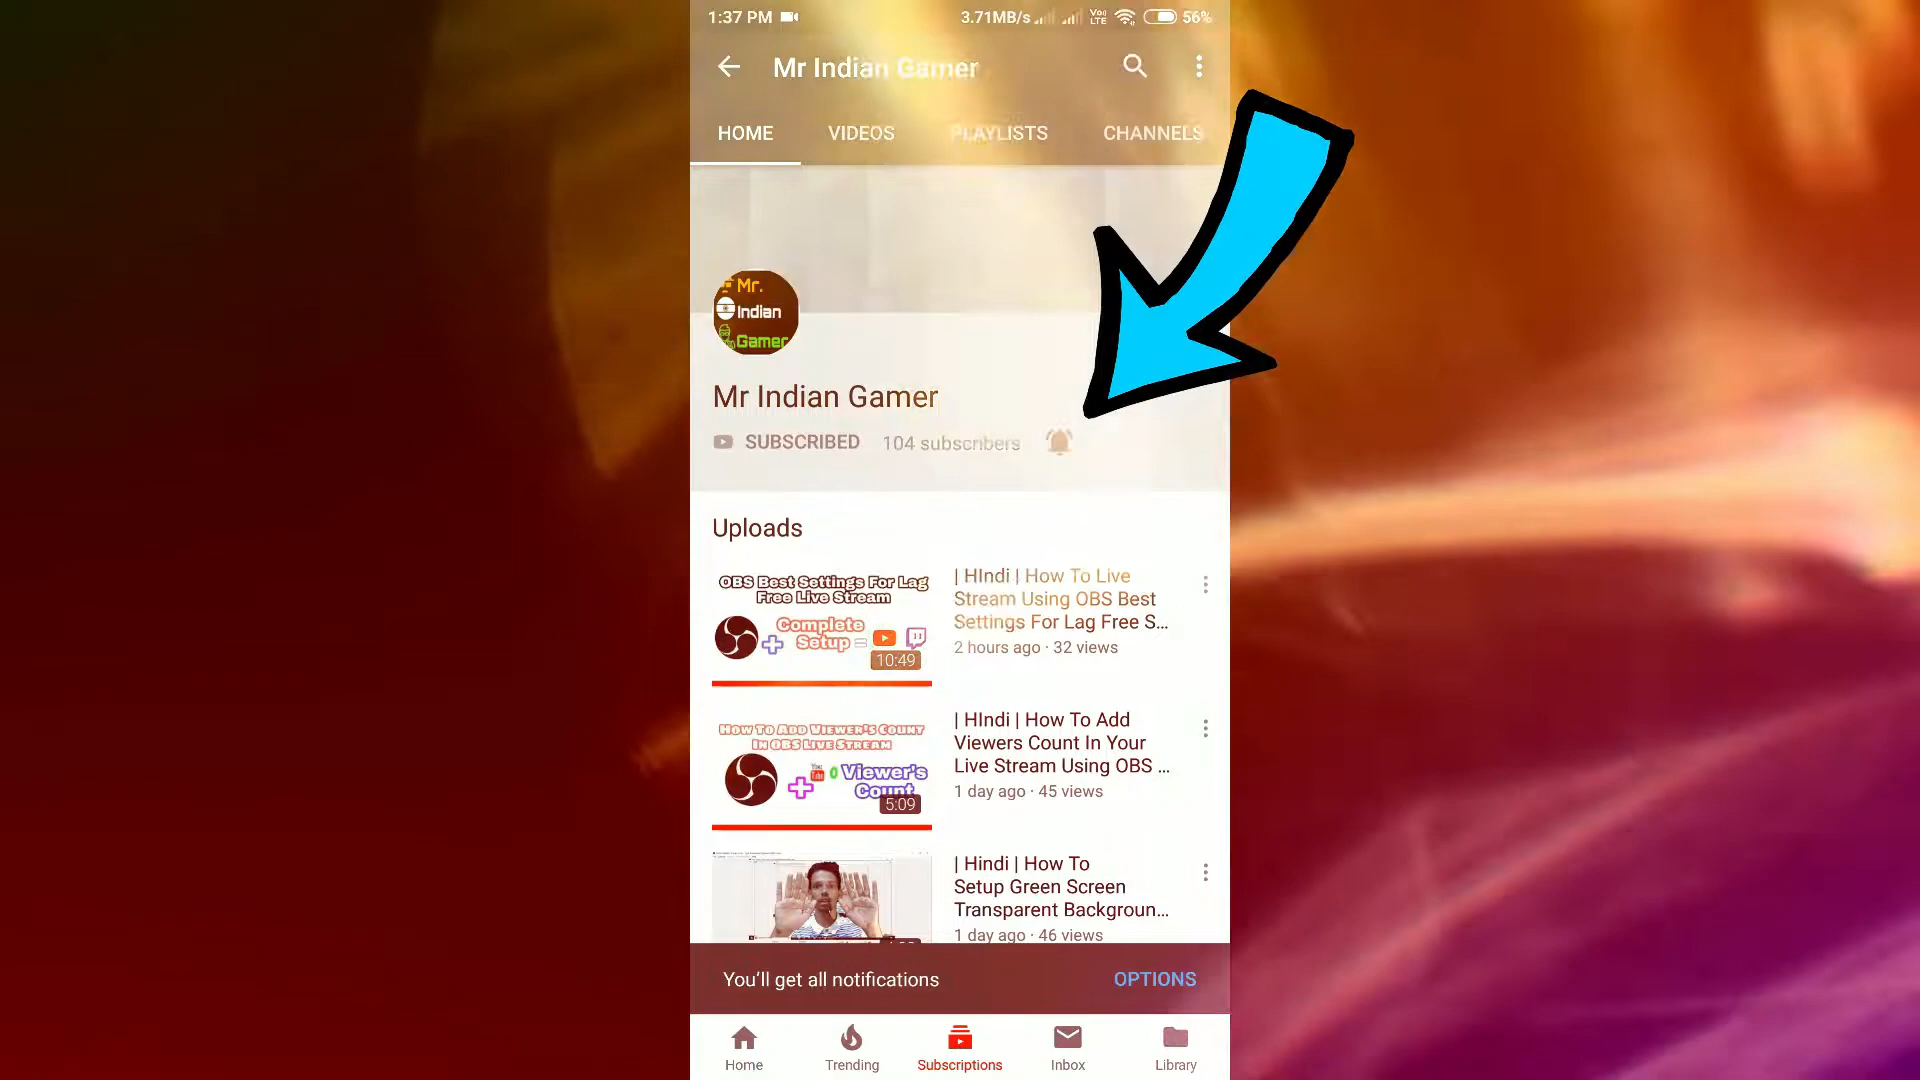 1:37 PM
3.71MB/s
Vo)
LTE
56%
Mr Indian Gamer
HOME
VIDEOS
PLAYLISTS
CHANNELS
Mr.
Indian
Gamer
Mr Indian Gamer
SUBSCRIBED
104 subscribers
Uploads
OBS Best Settings For Lag
Free Live Stream
Complete
Setup =
10:49
| HIndi | How To Live
Stream Using OBS Best
Settings For Lag Free S...
2 hours ago · 32 views
How To Add Viewer's Count
In OBS Live Stream
You
Tube
0 Viewer's
Count
5:09
| HIndi | How To Add
Viewers Count In Your
Live Stream Using OBS ...
1 day ago · 45 views
| Hindi | How To
Setup Green Screen
Transparent Backgroun...
1 day ago · 46 views
You'll get all notifications
OPTIONS
Home
Trending
Subscriptions
Inbox
Library